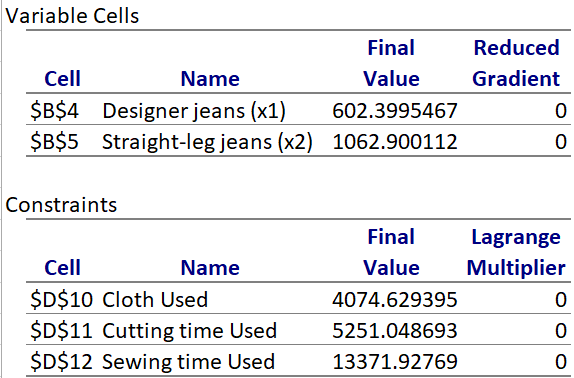 Variable Cells
Final Reduced
Cell Name Value Gradient
$B$4 Designer jeans (x1) 602.3995467 0
$B$5 Straight-leg jeans (x2) 1062.900112 0
Constraints
Final Lagrange
Cell Name Value Multiplier
$D$10 Cloth Used 4074.629395 0
$D$11 Cutting time Used 5251.048693 0
$D$12 Sewing time Used 13371.92769 0